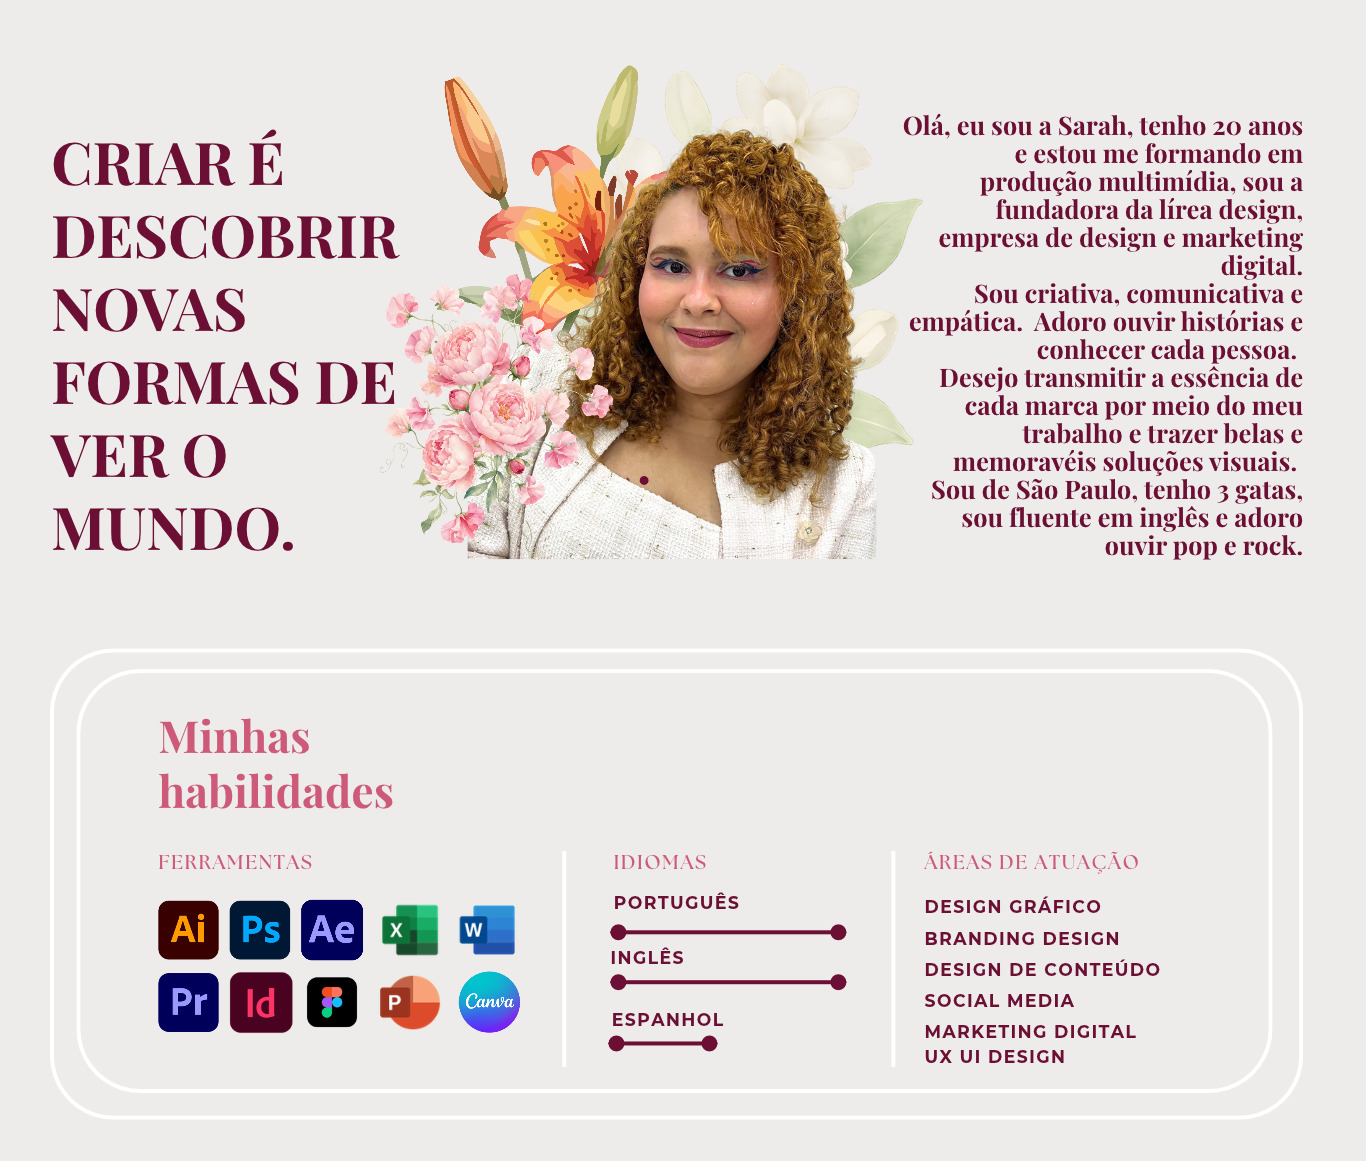 CRIAR É
DESCOBRIR
NOVAS
FORMAS DE
VER O
MUNDO.
Olá, eu sou a Sarah, tenho 20 anos
e estou me formando em
produção multimídia, sou a
fundadora da lírea design,
empresa de design e marketing
digital.
Sou criativa, comunicativa e
empática. Adoro ouvir histórias e
conhecer cada pessoa.
Desejo transmitir a essência de
cada marca por meio do meu
trabalho e trazer belas e
memoravéis soluções visuais.
Sou de São Paulo, tenho 3 gatas,
sou fluente em inglês e adoro
ouvir pop e rock.
Minhas
habilidades
FERRAMENTAS
Ai Ps Ae X W
Pr Id P Canva
IDIOMAS
PORTUGUÊS
INGLÊS
ESPANHOL
ÁREAS DE ATUAÇÃO
DESIGN GRÁFICO
BRANDING DESIGN
DESIGN DE CONTEÚDO
SOCIAL MEDIA
MARKETING DIGITAL
UX UI DESIGN